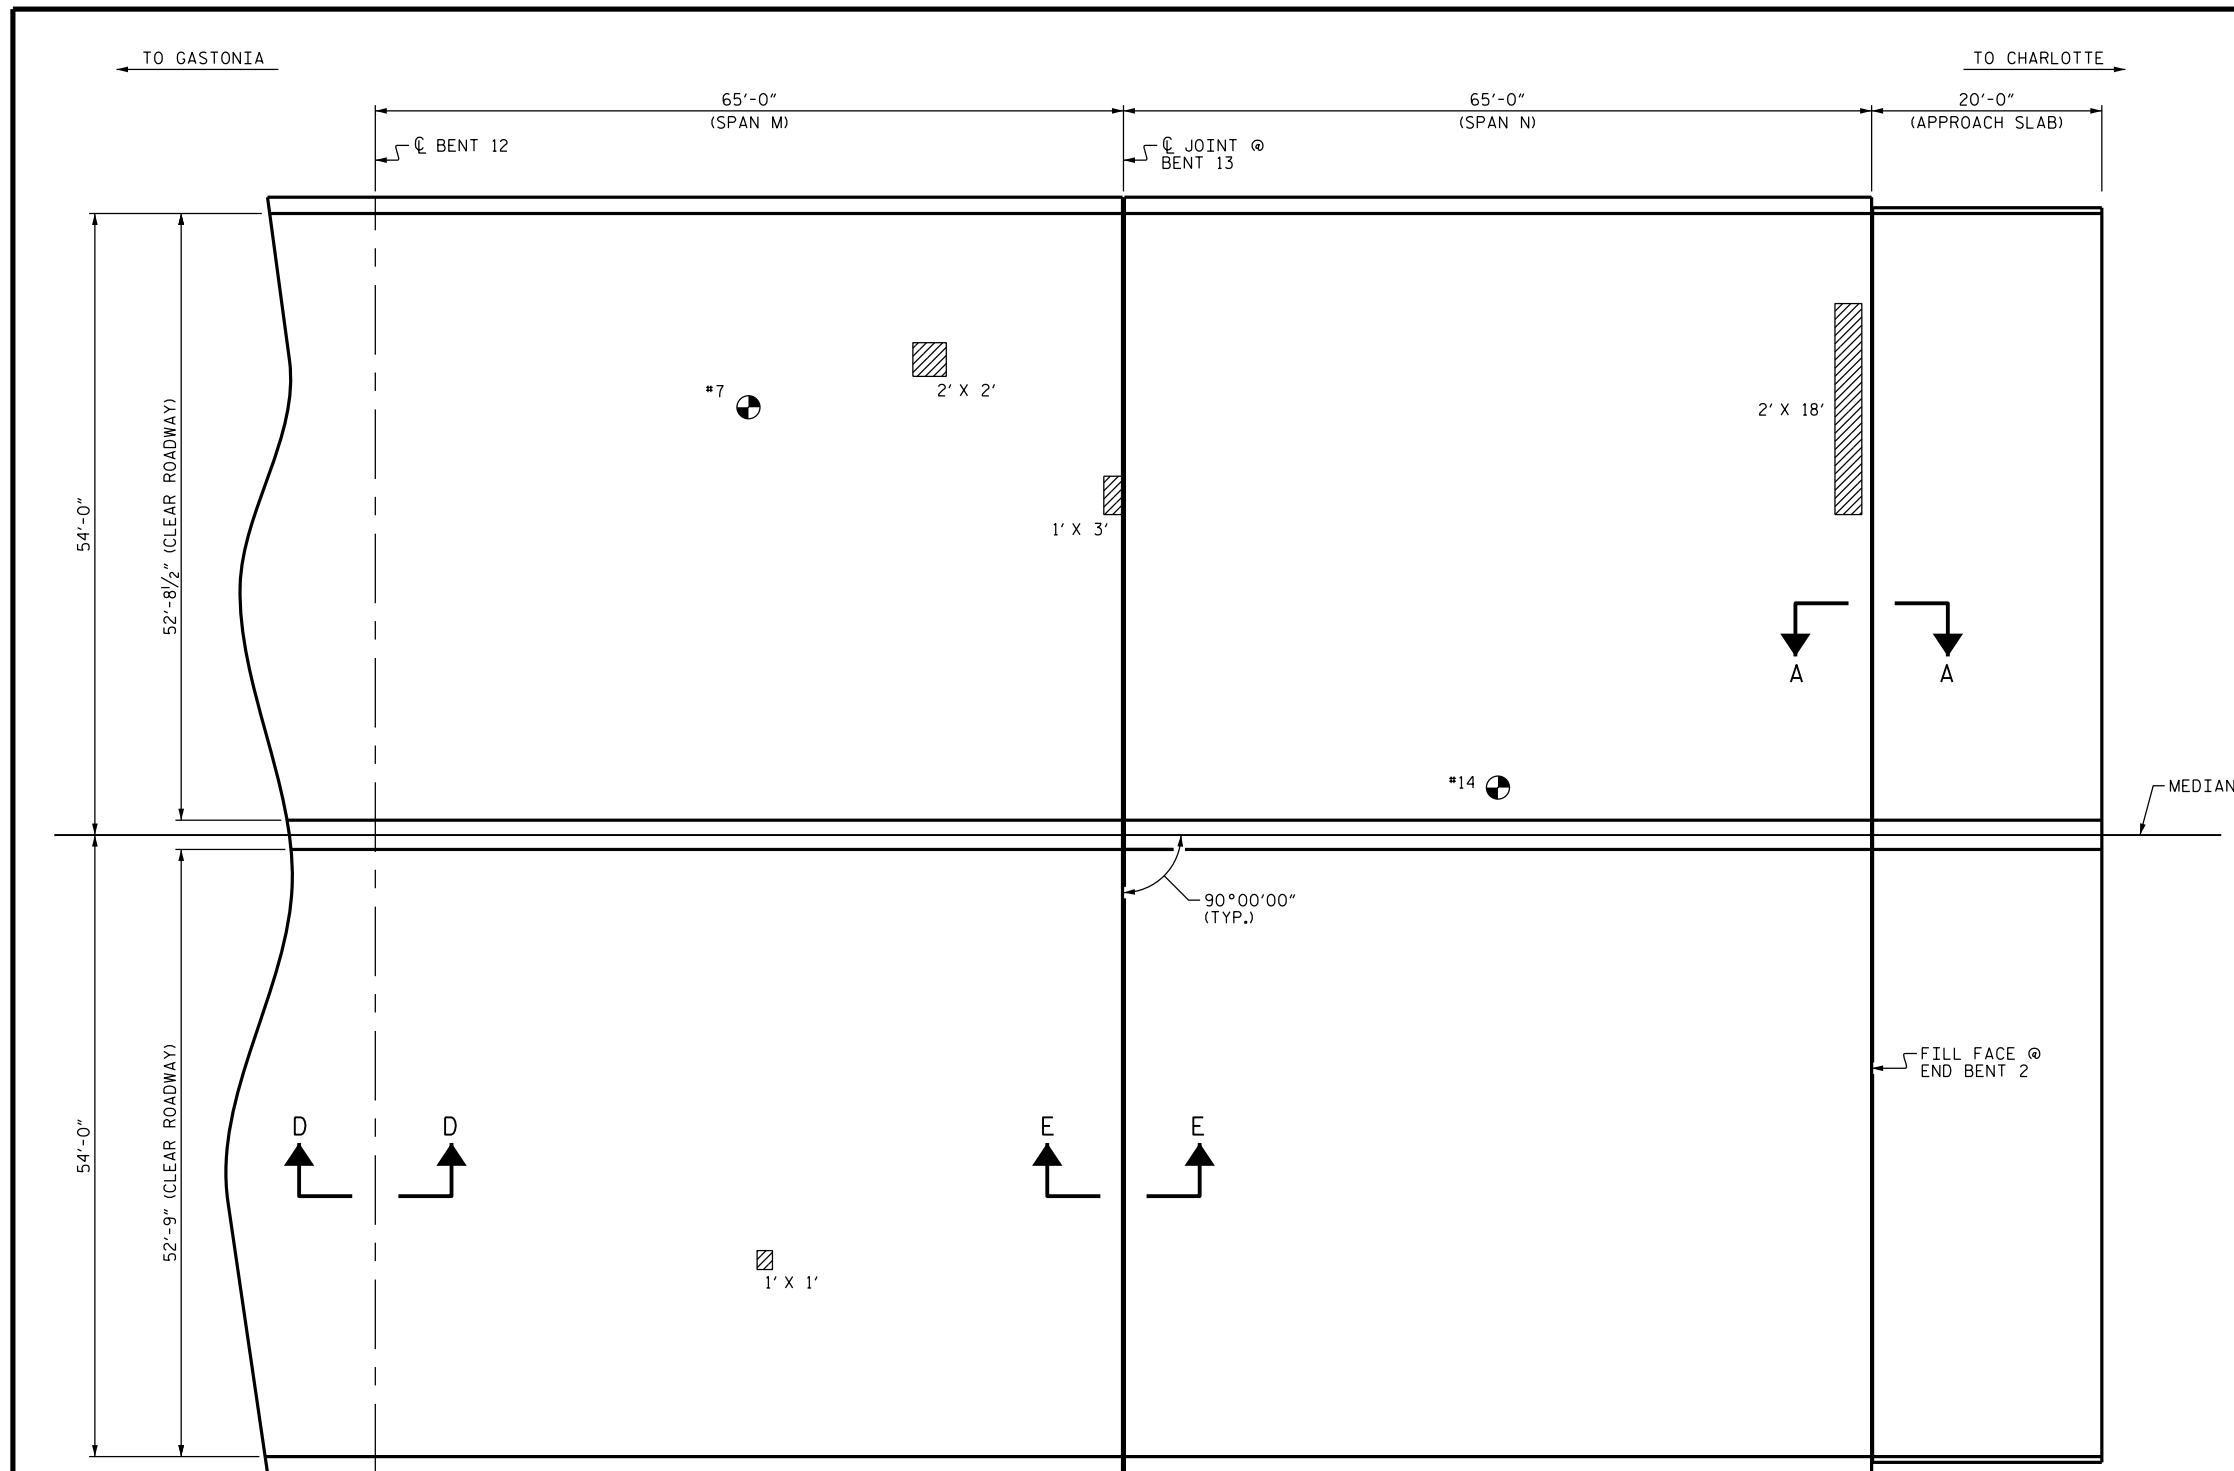 TO GASTONIA
TO CHARLOTTE
65'-0"
(SPAN M)
65'-0"
(SPAN N)
20'-0"
(APPROACH SLAB)
℄ BENT 12
℄ JOINT @
BENT 13
#7
2' X 2'
1' X 3'
2' X 18'
54'-0"
52'-8½" (CLEAR ROADWAY)
A
A
#14
MEDIAN
90°00'00"
(TYP.)
FILL FACE @
END BENT 2
54'-0"
52'-9" (CLEAR ROADWAY)
D
D
E
E
1' X 1'